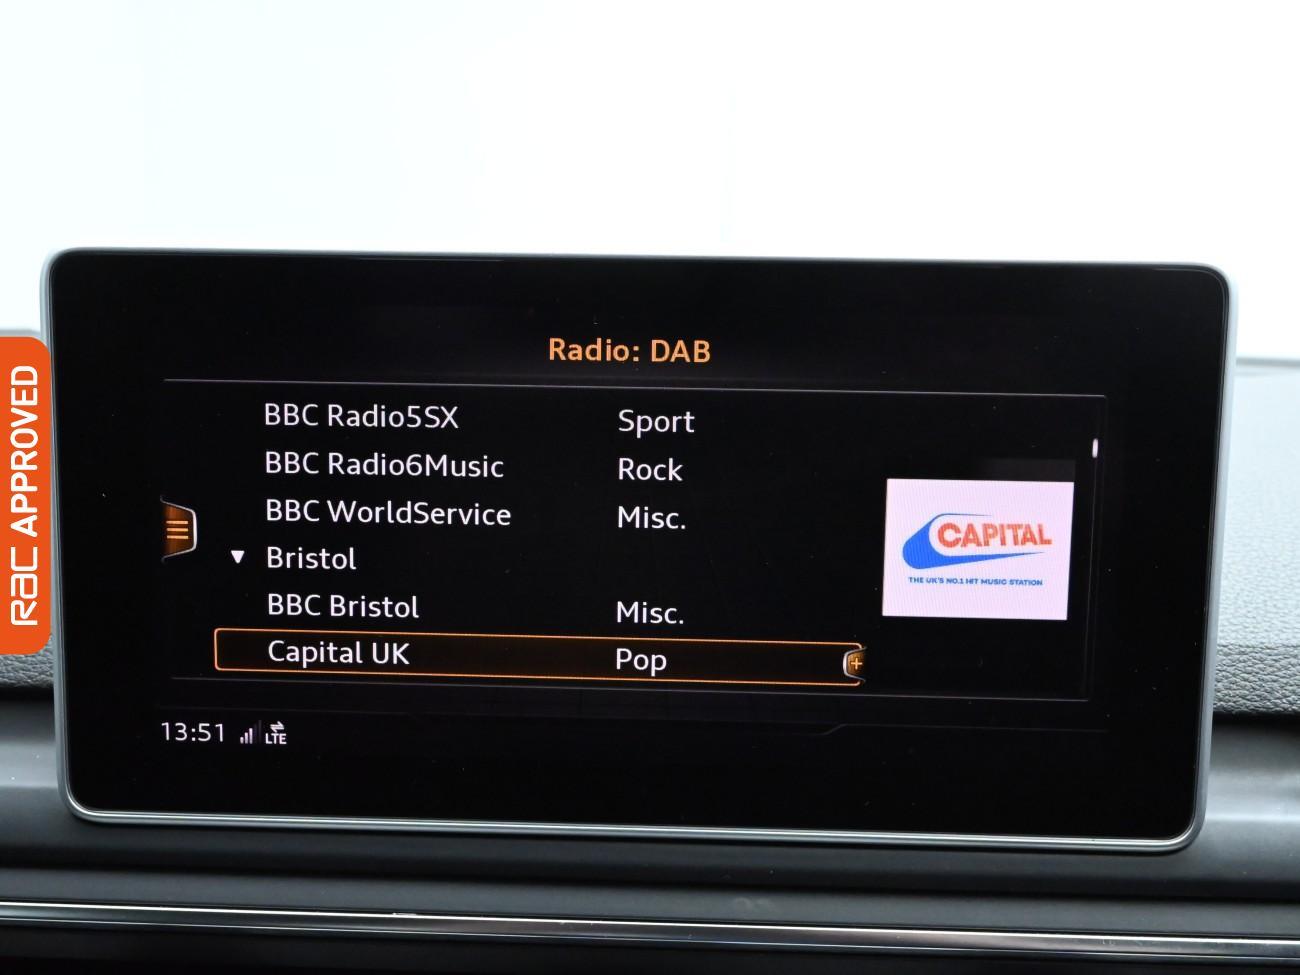 Radio: DAB
BBC Radio5SX Sport
BBC Radio6Music Rock
BBC WorldService Misc.
Bristol
BBC Bristol Misc.
Capital UK Pop
CAPITAL
THE UK'S NO.1 HIT MUSIC STATION
13:51 LTE
RAC APPROVED